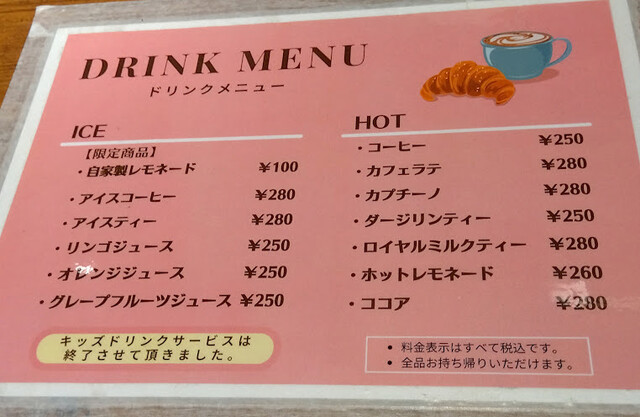 DRINK MENU
ドリンクメニュー
ICE
【限定商品】
・自家製レモネード ¥100
・アイスコーヒー ¥280
・アイスティー ¥280
・リンゴジュース ¥250
・オレンジジュース ¥250
・グレープフルーツジュース ¥250
キッズドリンクサービスは
終了させて頂きました。
HOT
・コーヒー ¥250
・カフェラテ ¥280
・カプチーノ ¥280
・ダージリンティー ¥250
・ロイヤルミルクティー ¥280
・ホットレモネード ¥260
・ココア ¥280
• 料金表示はすべて税込です。
• 全品お持ち帰りいただけます。